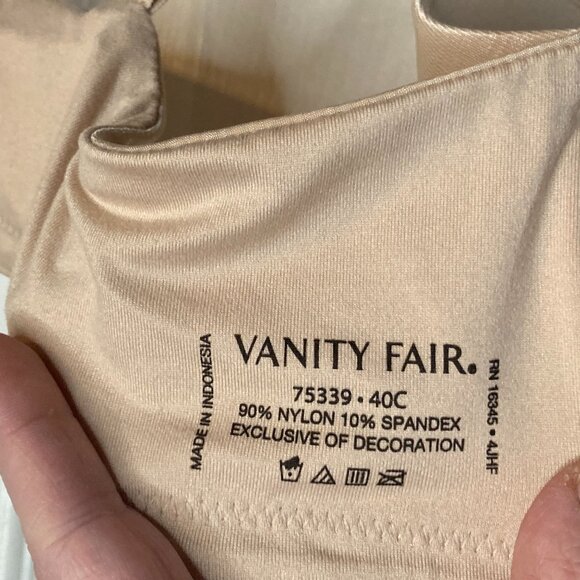 MADE IN INDONESIA
VANITY FAIR.
75339 • 40C
90% NYLON 10% SPANDEX
EXCLUSIVE OF DECORATION
RN 16345 • 4JHF